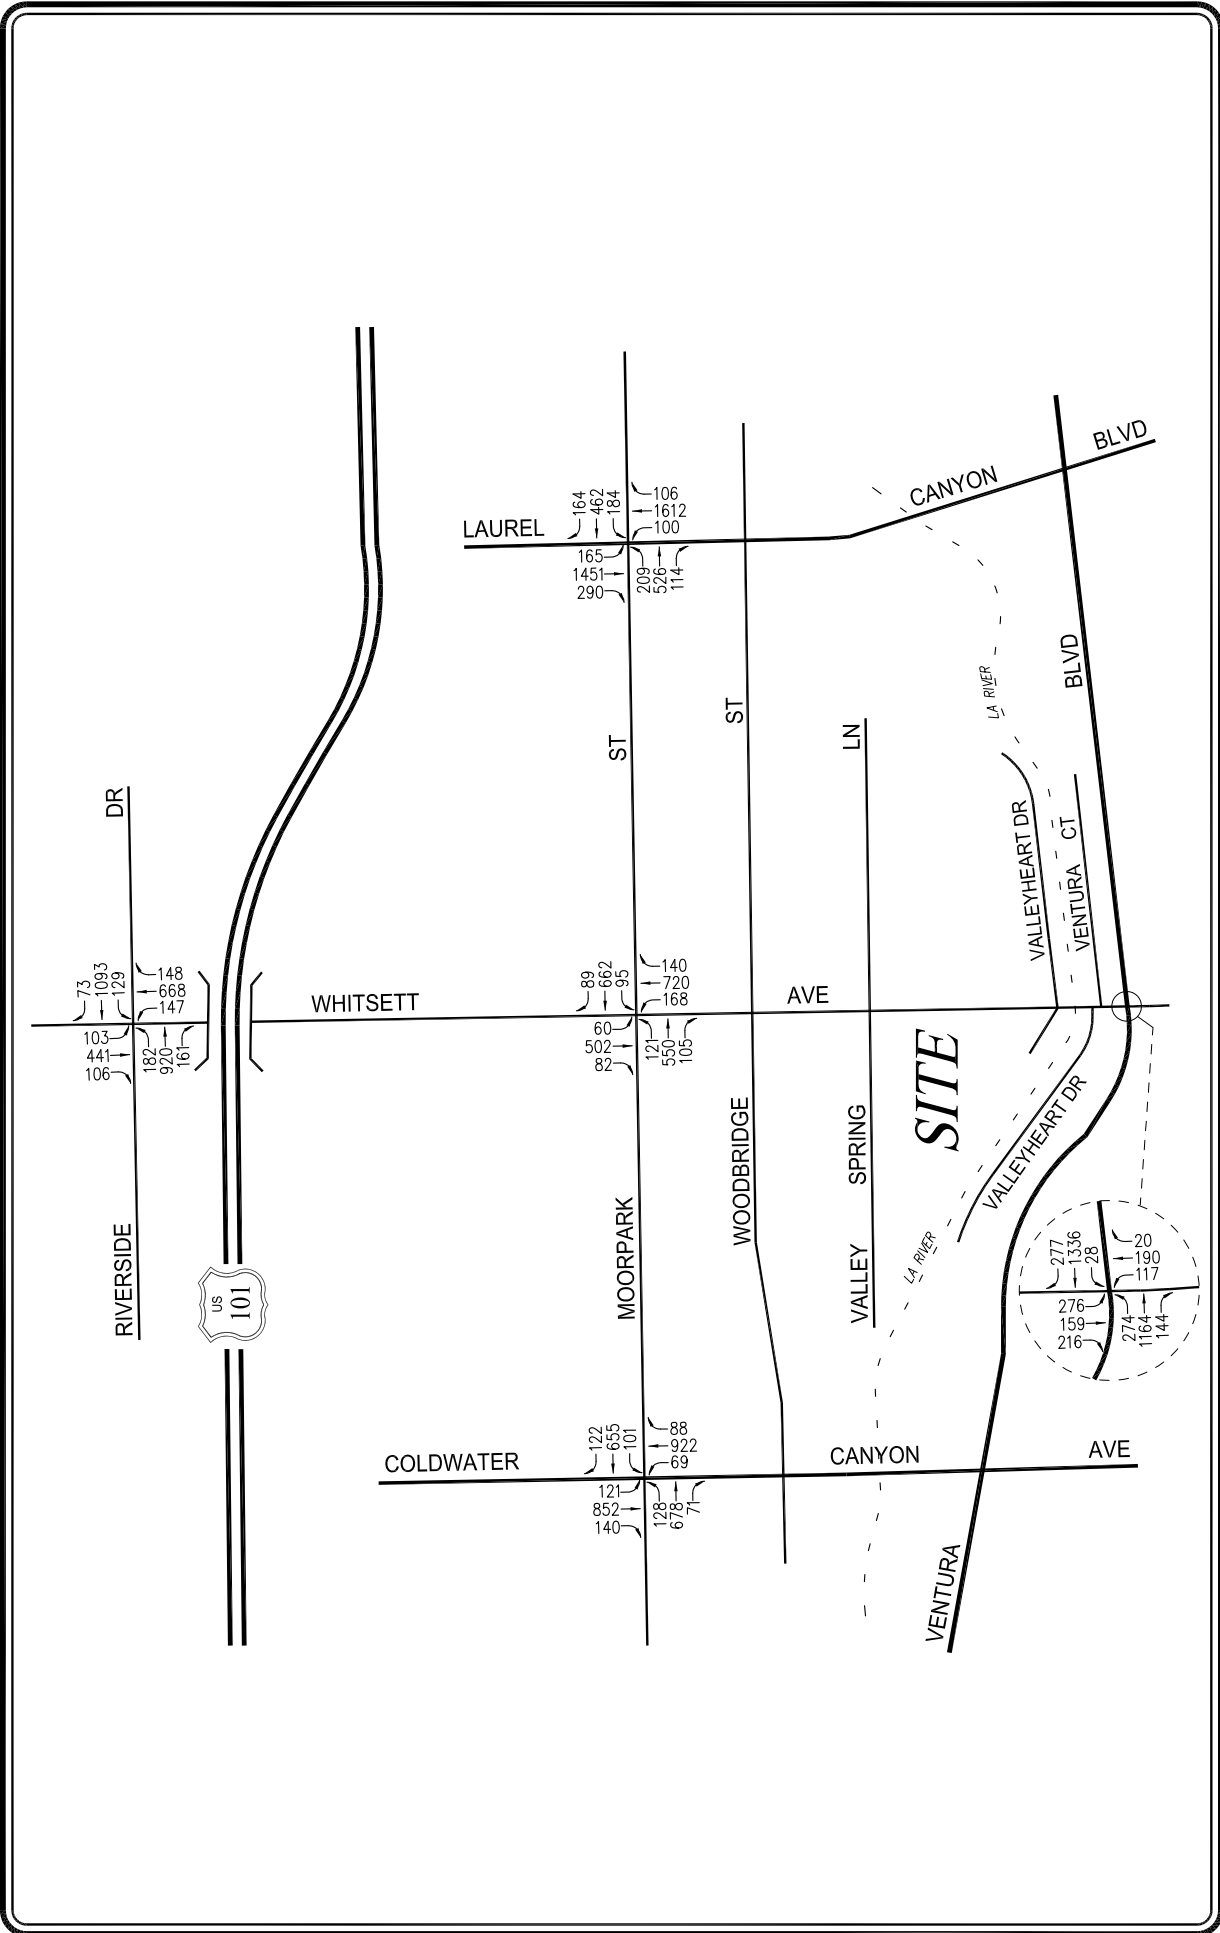 BLVD
CANYON
LAUREL
164
462
184
106
1612
100
165
1451
290
209
526
114
BLVD
LA RIVER
ST
ST
LN
DR
VALLEYHEART DR
VENTURA CT
73
1093
129
148
668
147
103
441
106
182
920
161
WHITSETT
89
662
95
140
720
168
60
502
82
121
550
105
AVE
SITE
WOODBRIDGE
SPRING
VALLEYHEART DR
RIVERSIDE
US
101
MOORPARK
VALLEY
LA RIVER
277
1336
28
20
190
117
276
159
216
274
1164
144
COLDWATER
122
655
101
88
922
69
121
852
140
128
678
71
CANYON
AVE
VENTURA